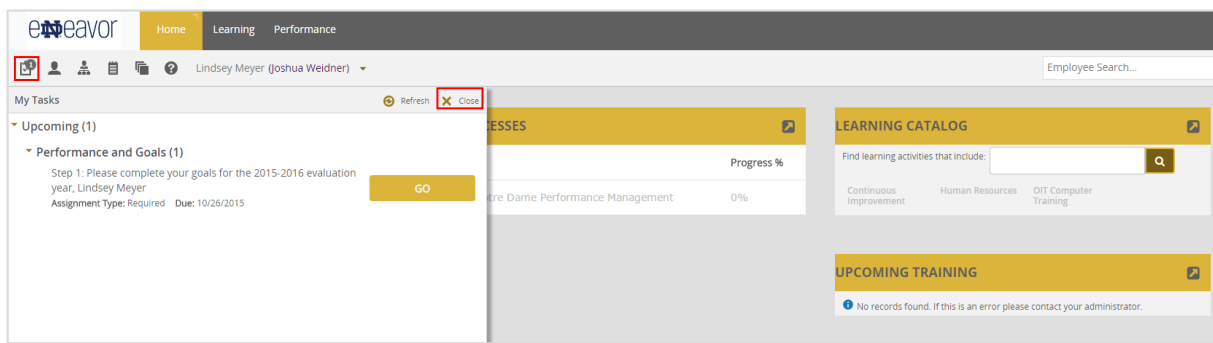 eNDeavor
Home
Learning
Performance
1
Lindsey Meyer (Joshua Weidner)
Employee Search...
My Tasks
Refresh
Close
Upcoming (1)
Performance and Goals (1)
Step 1: Please complete your goals for the 2015-2016 evaluation
year, Lindsey Meyer
Assignment Type: Required Due: 10/26/2015
GO
ESSES
Progress %
tre Dame Performance Management
0%
LEARNING CATALOG
Find learning activities that include:
Continuous
Improvement
Human Resources
OIT Computer
Training
UPCOMING TRAINING
No records found. If this is an error please contact your administrator.